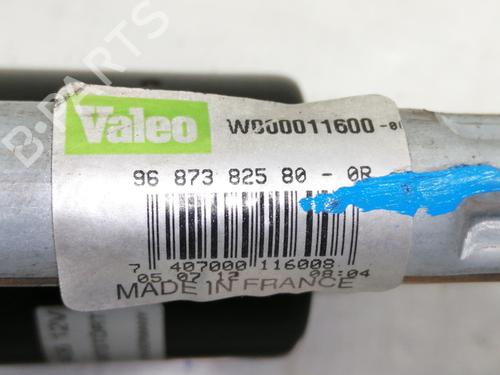 B-PARTS
Valeo
W000011600-0
96 873 825 80 - 0R
7 407000 116008
05.07.12 08:04
MADE IN FRANCE